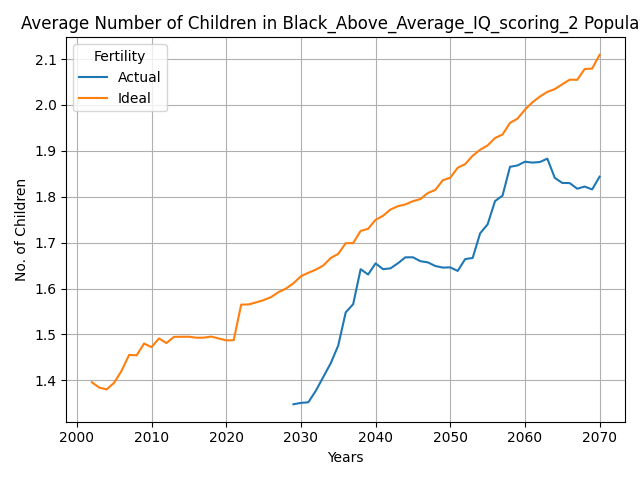 Average Number of Children in Black_Above_Average_IQ_scoring_2 Popula
Fertility
Actual
Ideal
2.1
2.0
1.9
1.8
1.7
1.6
1.5
1.4
No. of Children
2000 2010 2020 2030 2040 2050 2060 2070
Years